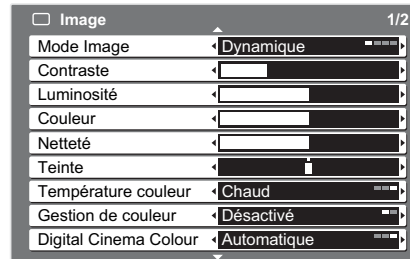 Image 1/2
Mode Image Dynamique
Contraste
Luminosité
Couleur
Netteté
Teinte
Température couleur Chaud
Gestion de couleur Désactivé
Digital Cinema Colour Automatique